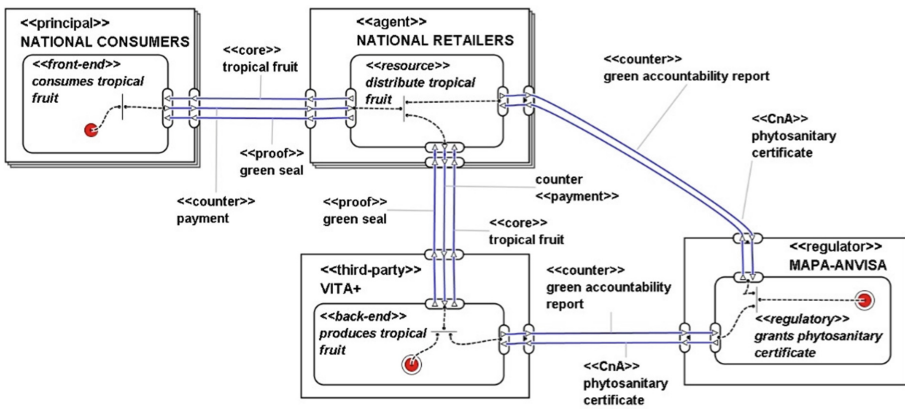 <<principal>>
NATIONAL CONSUMERS
<<front-end>>
consumes tropical
fruit
<<core>>
tropical fruit
<<agent>>
NATIONAL RETAILERS
<<resource>>
distribute tropical
fruit
<<counter>>
green accountability report
<<CnA>>
phytosanitary
certificate
<<proof>>
green seal
<<counter>>
payment
<<proof>>
green seal
counter
<<payment>>
<<core>>
tropical fruit
<<third-party>>
VITA+
<<back-end>>
produces tropical
fruit
<<counter>>
green accountability
report
<<CnA>>
phytosanitary
certificate
<<regulator>>
MAPA-ANVISA
<<regulatory>>
grants phytosanitary
certificate